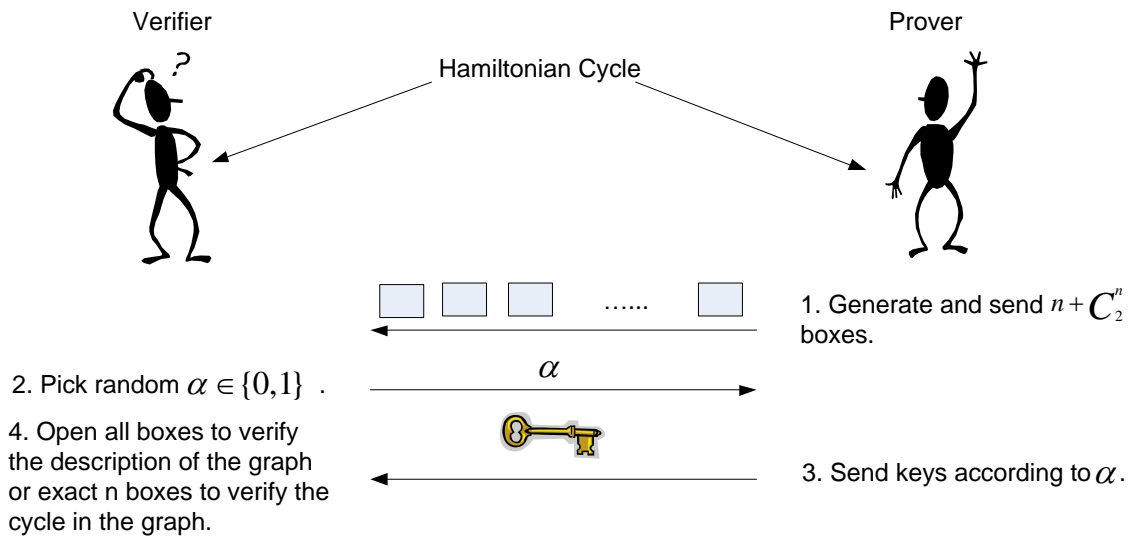 Verifier
Prover
?
Hamiltonian Cycle
…...
1. Generate and send n + C₂ⁿ
boxes.
α
2. Pick random α ∈ {0,1} .
4. Open all boxes to verify
the description of the graph
or exact n boxes to verify the
cycle in the graph.
3. Send keys according to α.